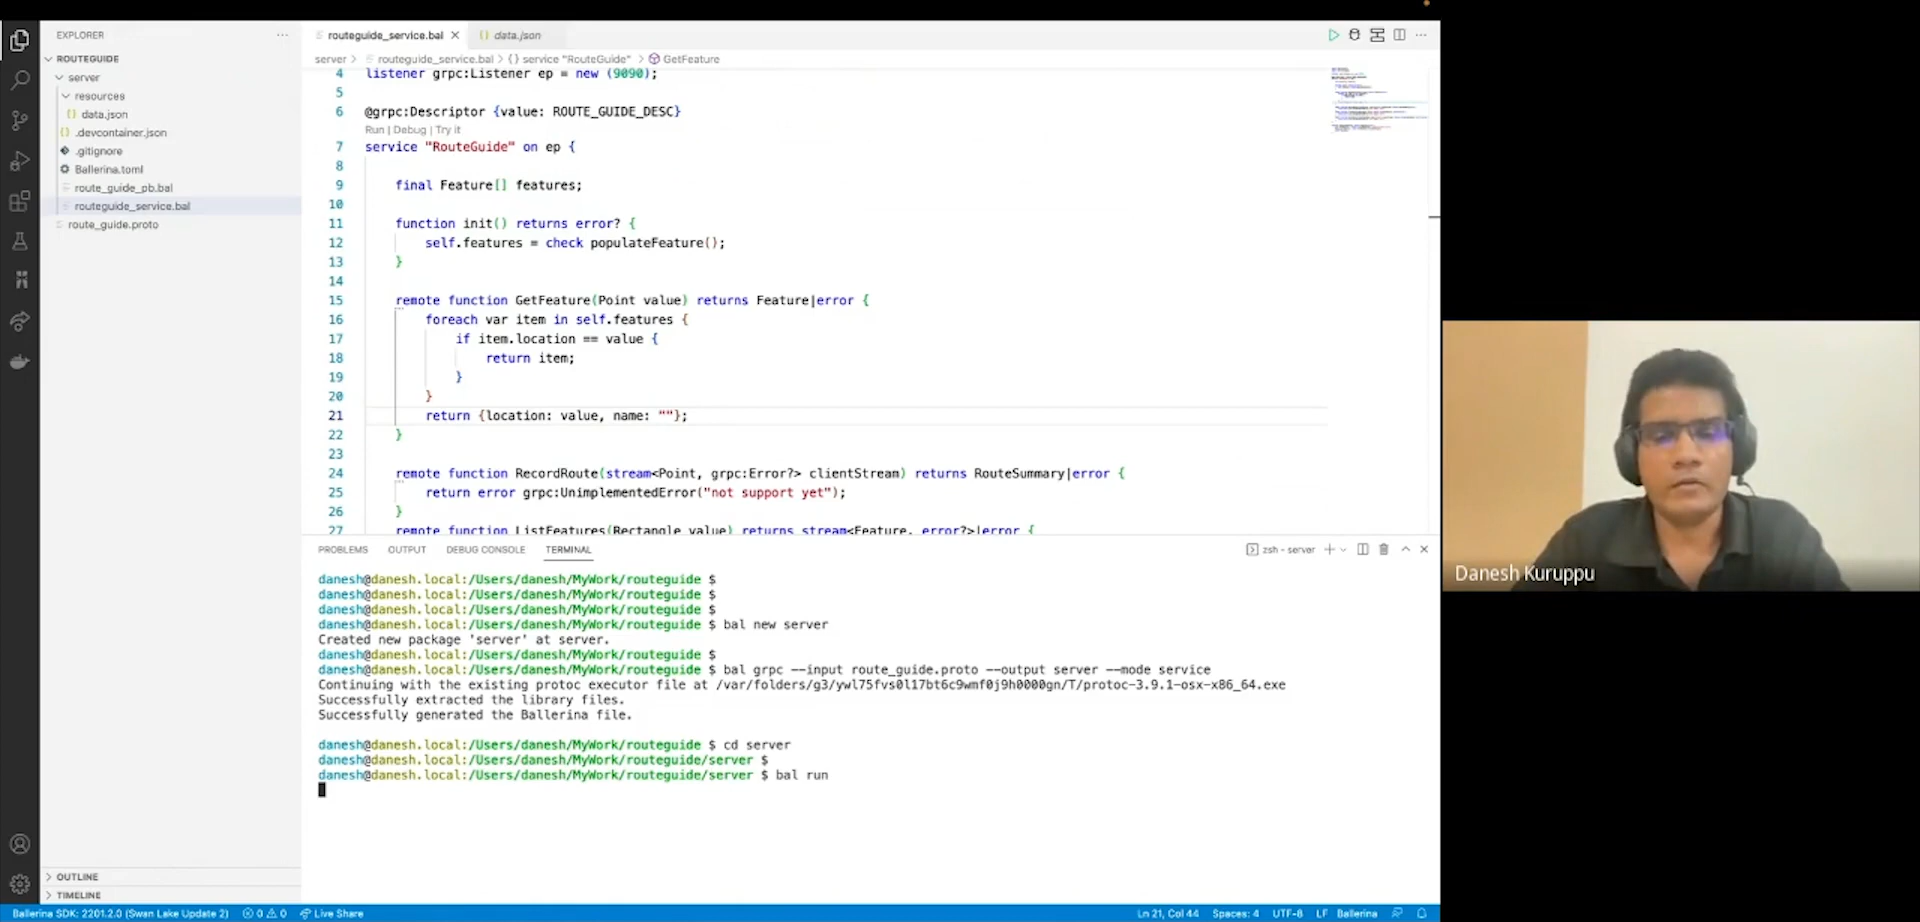 EXPLORER
ROUTEGUIDE
server
resources
data.json
.devcontainer.json
.gitignore
Ballerina.toml
route_guide_pb.bal
routeguide_service.bal
route_guide.proto
OUTLINE
TIMELINE
routeguide_service.bal
data.json
server > routeguide_service.bal > {} service "RouteGuide" > GetFeature
4 listener grpc:Listener ep = new (9090);
5
6 @grpc:Descriptor {value: ROUTE_GUIDE_DESC}
Run | Debug | Try it
7 service "RouteGuide" on ep {
8
9 final Feature[] features;
10
11 function init() returns error? {
12 self.features = check populateFeature();
13 }
14
15 remote function GetFeature(Point value) returns Feature|error {
16 foreach var item in self.features {
17 if item.location == value {
18 return item;
19 }
20 }
21 return {location: value, name: ""};
22 }
23
24 remote function RecordRoute(stream<Point, grpc:Error?> clientStream) returns RouteSummary|error {
25 return error grpc:UnimplementedError("not support yet");
26 }
27 remote function ListFeatures(Rectangle value) returns stream<Feature, error?>|error {
PROBLEMS OUTPUT DEBUG CONSOLE TERMINAL
zsh - server
danesh@danesh.local:/Users/danesh/MyWork/routeguide $
danesh@danesh.local:/Users/danesh/MyWork/routeguide $
danesh@danesh.local:/Users/danesh/MyWork/routeguide $
danesh@danesh.local:/Users/danesh/MyWork/routeguide $ bal new server
Created new package 'server' at server.
danesh@danesh.local:/Users/danesh/MyWork/routeguide $
danesh@danesh.local:/Users/danesh/MyWork/routeguide $ bal grpc --input route_guide.proto --output server --mode service
Continuing with the existing protoc executor file at /var/folders/g3/ywl75fvs0l17bt6c9wmf0j9h0000gn/T/protoc-3.9.1-osx-x86_64.exe
Successfully extracted the library files.
Successfully generated the Ballerina file.
danesh@danesh.local:/Users/danesh/MyWork/routeguide $ cd server
danesh@danesh.local:/Users/danesh/MyWork/routeguide/server $
danesh@danesh.local:/Users/danesh/MyWork/routeguide/server $ bal run
Ballerina SDK: 2201.2.0 (Swan Lake Update 2) 0 0 Live Share
Ln 21, Col 44 Spaces: 4 UTF-8 LF Ballerina
Danesh Kuruppu